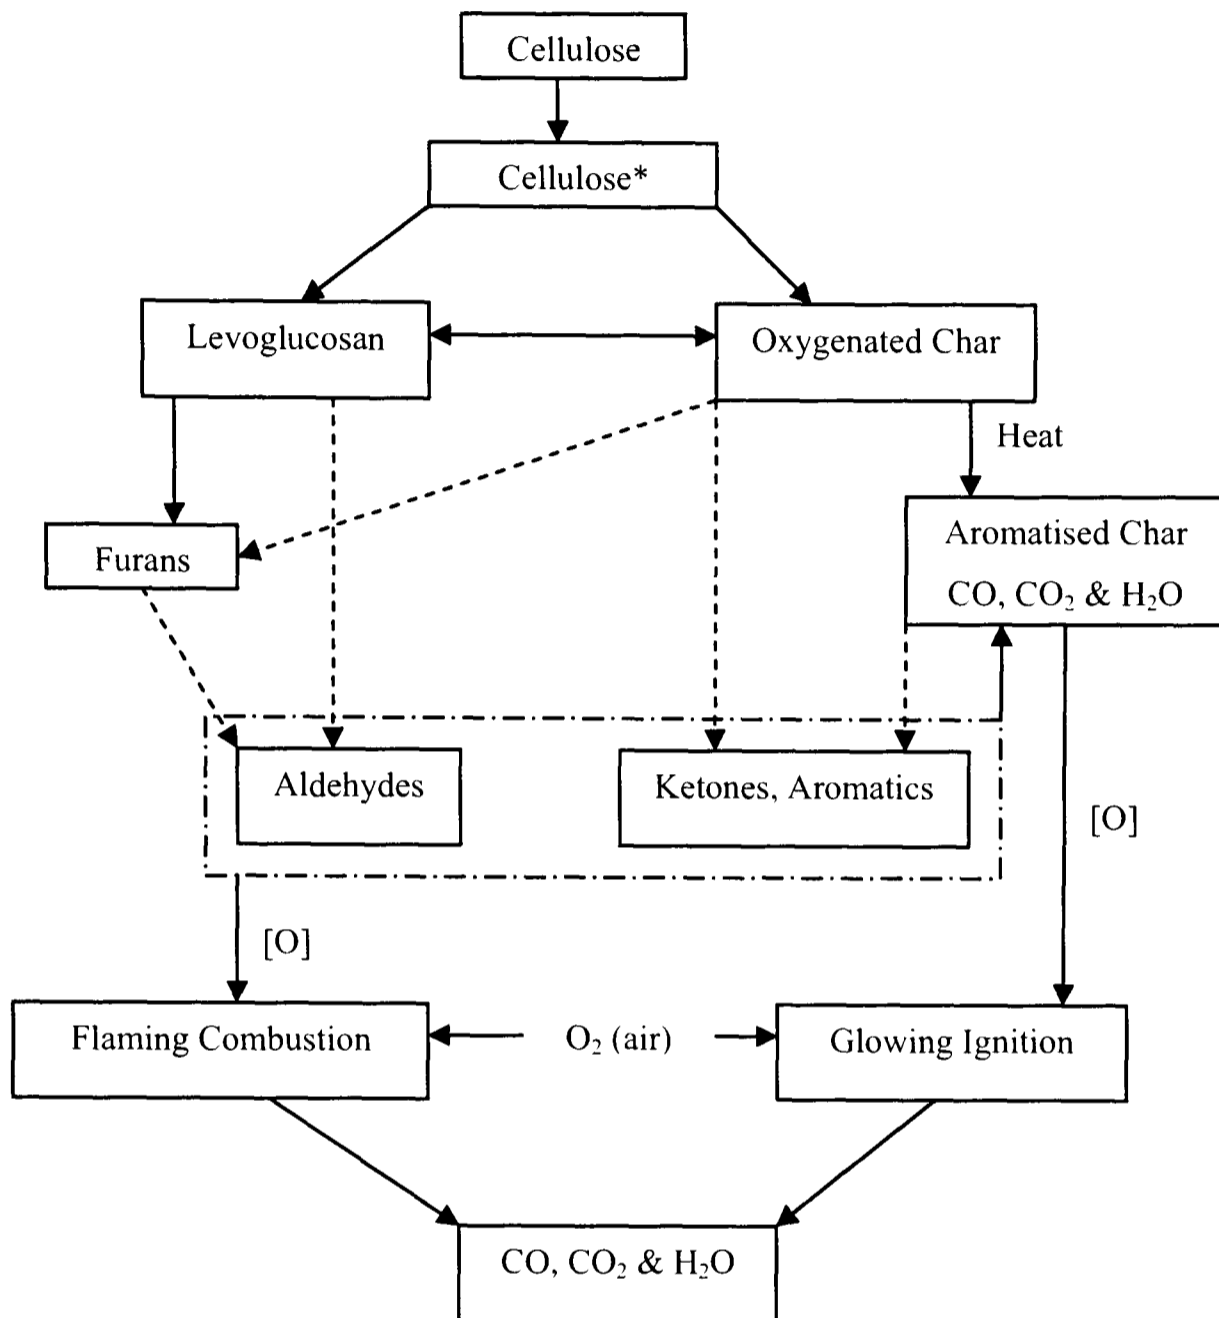 Cellulose
Cellulose*
Levoglucosan
Oxygenated Char
Heat
Furans
Aromatised Char
CO, CO₂ & H₂O
Aldehydes
Ketones, Aromatics
[O]
[O]
Flaming Combustion
O₂ (air)
Glowing Ignition
CO, CO₂ & H₂O